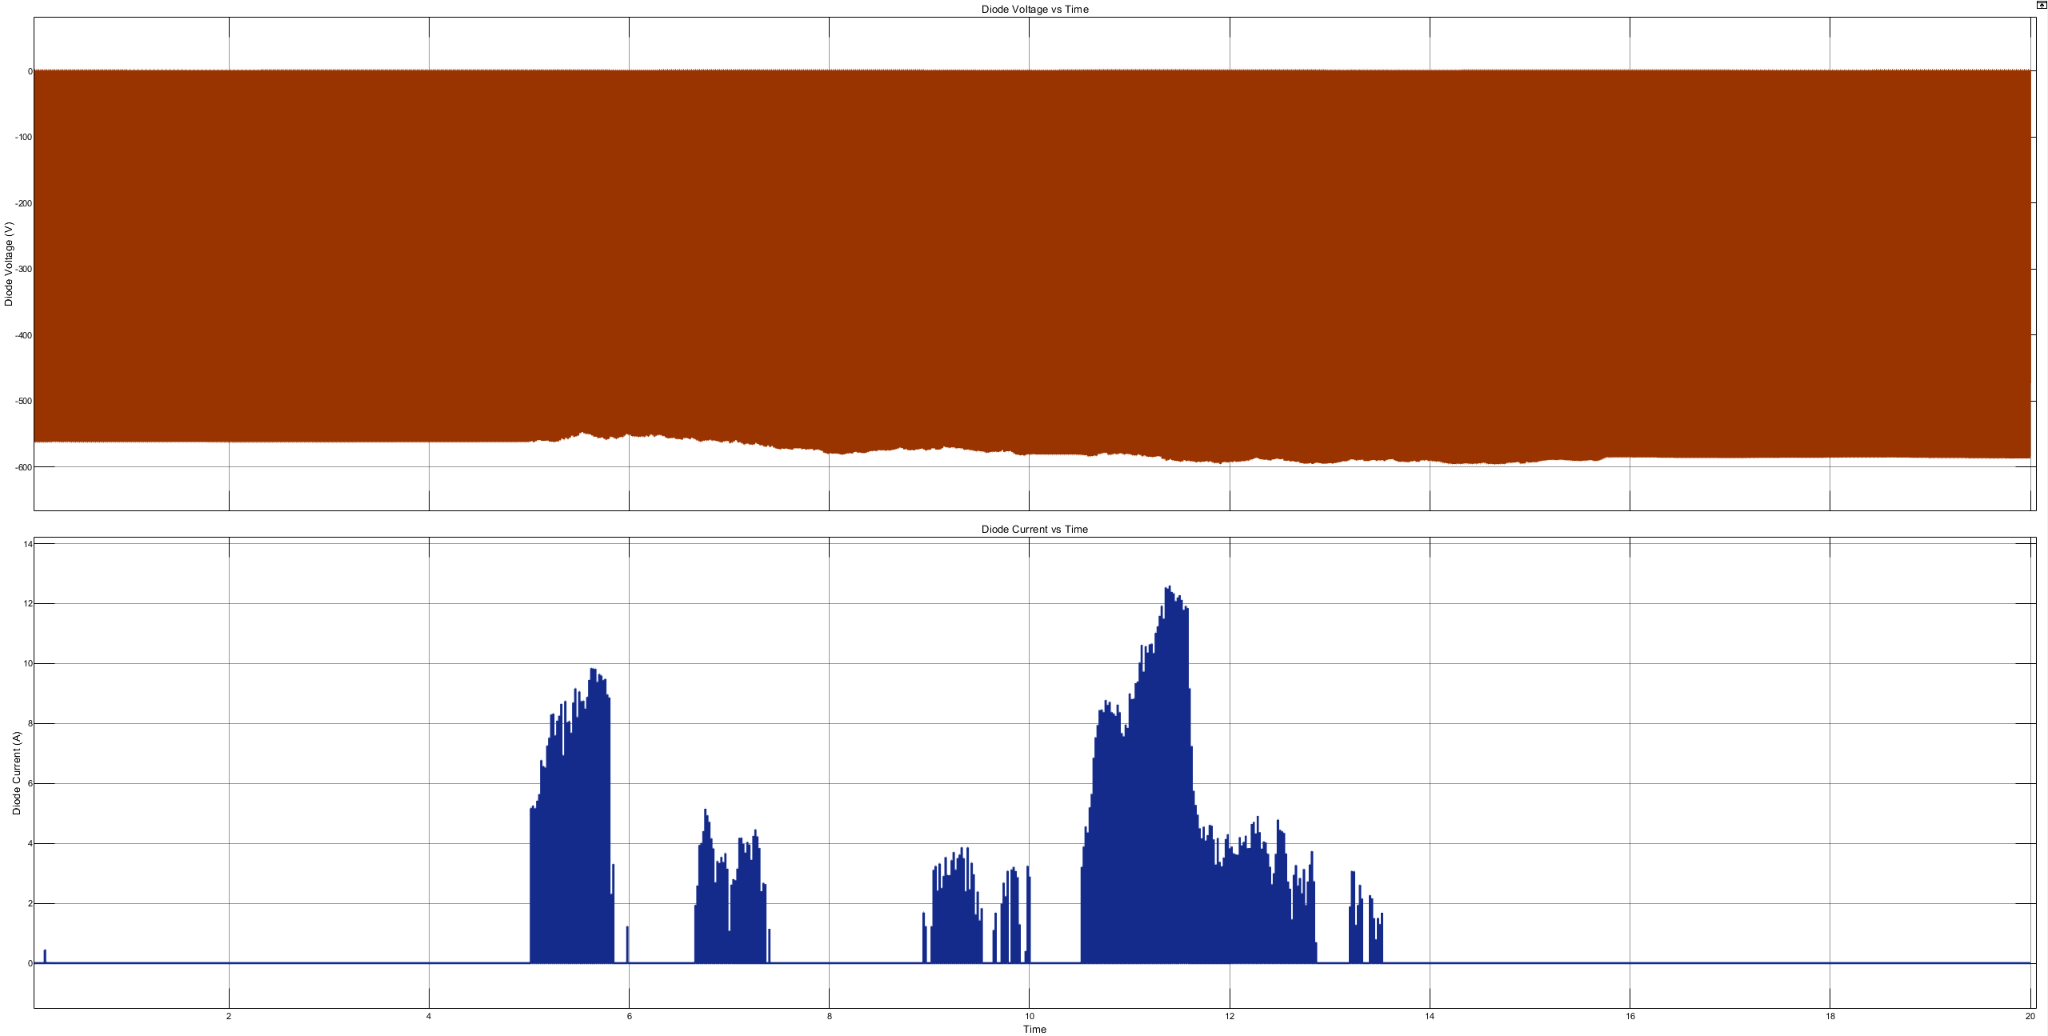 Diode Voltage vs Time
0
-100
-200
-300
-400
-500
-600
Diode Voltage (V)
Diode Current vs Time
14
12
10
8
6
4
2
0
Diode Current (A)
2 4 6 8 10 12 14 16 18 20
Time